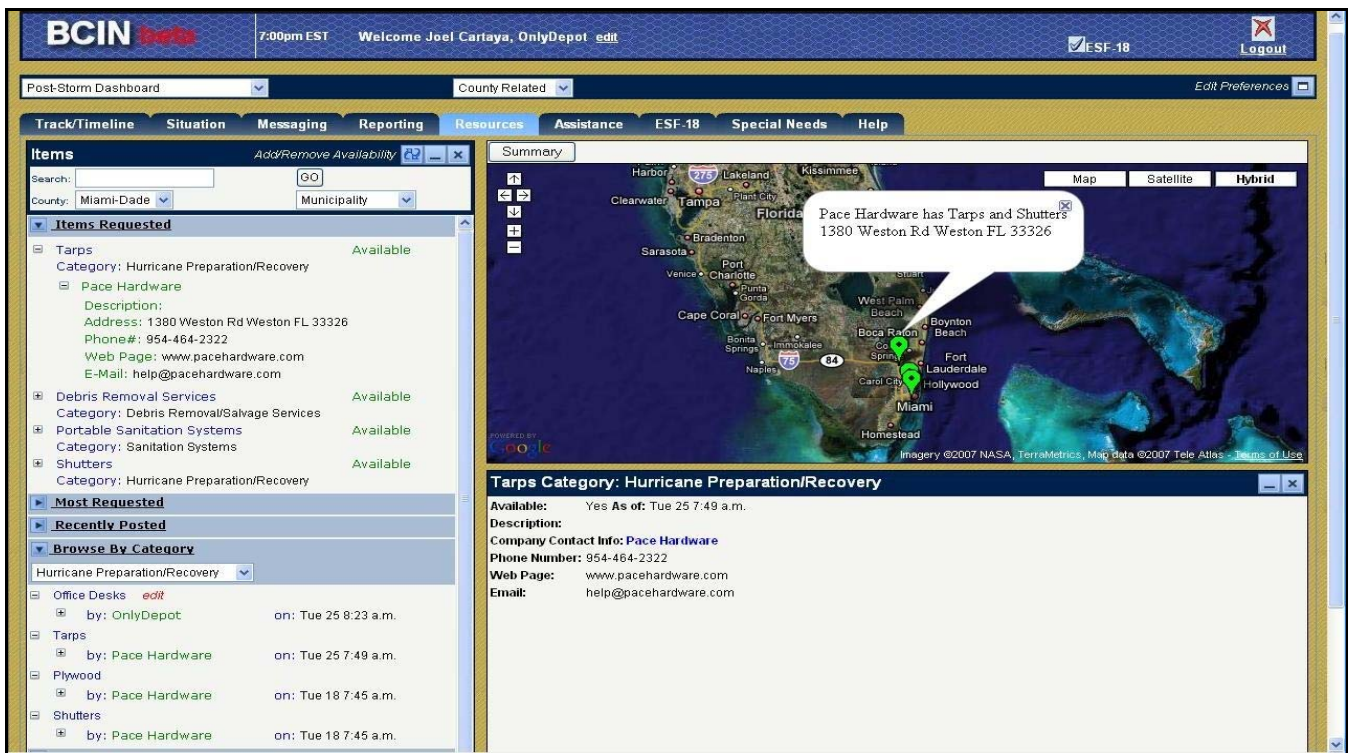 BCIN beta
7:00pm EST
Welcome Joel Cartaya, OnlyDepot edit
ESF-18
Logout
Post-Storm Dashboard
County Related
Edit Preferences
Track/Timeline Situation Messaging Reporting Resources Assistance ESF-18 Special Needs Help
Items
Add/Remove Availability
Search:
GO
County: Miami-Dade
Municipality
Items Requested
Tarps Available
Category: Hurricane Preparation/Recovery
Pace Hardware
Description:
Address: 1380 Weston Rd Weston FL 33326
Phone#: 954-464-2322
Web Page: www.pacehardware.com
E-Mail: help@pacehardware.com
Debris Removal Services Available
Category: Debris Removal/Salvage Services
Portable Sanitation Systems Available
Category: Sanitation Systems
Shutters Available
Category: Hurricane Preparation/Recovery
Most Requested
Recently Posted
Browse By Category
Hurricane Preparation/Recovery
Office Desks edit
by: OnlyDepot on: Tue 25 8:23 a.m.
Tarps
by: Pace Hardware on: Tue 25 7:49 a.m.
Plywood
by: Pace Hardware on: Tue 18 7:45 a.m.
Shutters
by: Pace Hardware on: Tue 18 7:45 a.m.
Summary
Map Satellite Hybrid
Pace Hardware has Tarps and Shutters
1380 Weston Rd Weston FL 33326
Harbor
275
Lakeland
Kissimmee
Clearwater
Tampa
Plant City
Florida
Bradenton
Sarasota
Venice
Port
Charlotte
Punta
Gorda
Stuart
West Palm
Beach
Cape Coral
Fort Myers
Boca Raton
Boynton
Beach
Bonita
Springs
Immokalee
Naples
75
84
Fort
Lauderdale
Carol City
Hollywood
Miami
Homestead
POWERED BY
Google
Imagery ©2007 NASA, TerraMetrics, Map data ©2007 Tele Atlas - Terms of Use
Tarps Category: Hurricane Preparation/Recovery
Available: Yes As of: Tue 25 7:49 a.m.
Description:
Company Contact Info: Pace Hardware
Phone Number: 954-464-2322
Web Page: www.pacehardware.com
Email: help@pacehardware.com